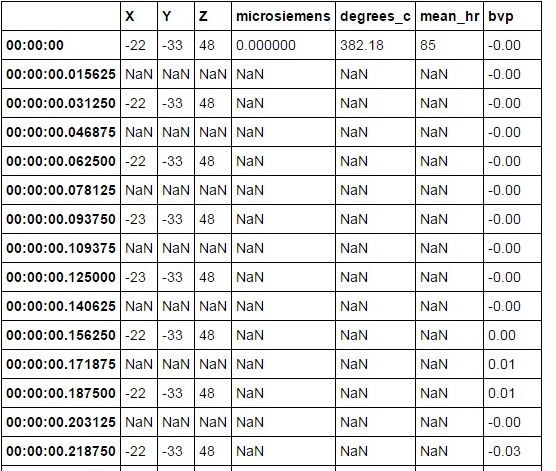 X Y Z microsiemens degrees_c mean_hr bvp
00:00:00 -22 -33 48 0.000000 382.18 85 -0.00
00:00:00.015625 NaN NaN NaN NaN NaN NaN -0.00
00:00:00.031250 -22 -33 48 NaN NaN NaN -0.00
00:00:00.046875 NaN NaN NaN NaN NaN NaN -0.00
00:00:00.062500 -22 -33 48 NaN NaN NaN -0.00
00:00:00.078125 NaN NaN NaN NaN NaN NaN -0.00
00:00:00.093750 -23 -33 48 NaN NaN NaN -0.00
00:00:00.109375 NaN NaN NaN NaN NaN NaN -0.00
00:00:00.125000 -23 -33 48 NaN NaN NaN -0.00
00:00:00.140625 NaN NaN NaN NaN NaN NaN -0.00
00:00:00.156250 -22 -33 48 NaN NaN NaN 0.00
00:00:00.171875 NaN NaN NaN NaN NaN NaN 0.01
00:00:00.187500 -22 -33 48 NaN NaN NaN 0.01
00:00:00.203125 NaN NaN NaN NaN NaN NaN -0.00
00:00:00.218750 -22 -33 48 NaN NaN NaN -0.03